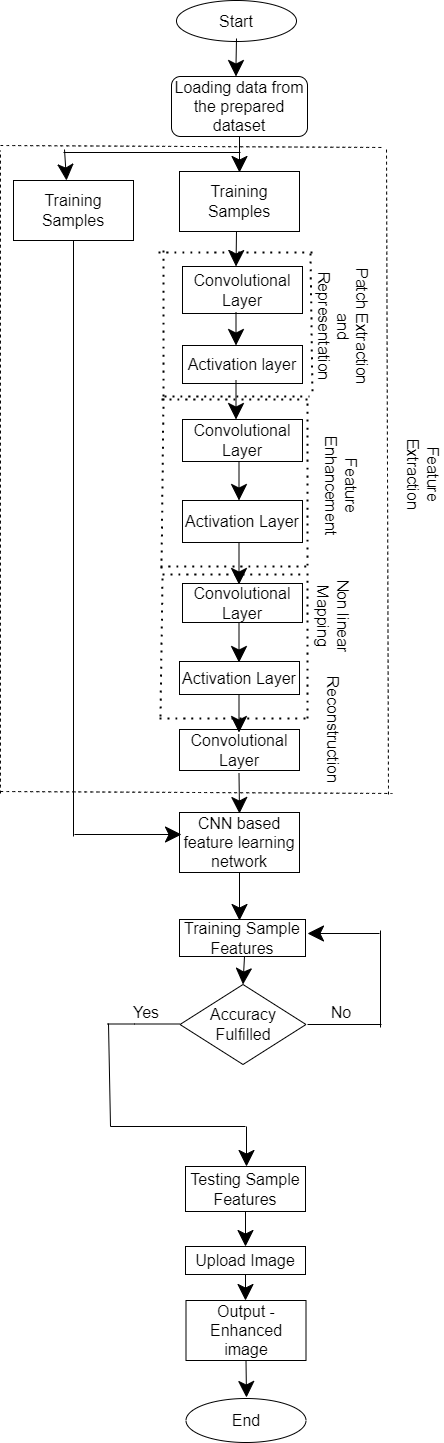 Start
Loading data from
the prepared
dataset
Training
Samples
Training
Samples
Convolutional
Layer
Activation layer
Patch Extraction
and
Representation
Convolutional
Layer
Activation Layer
Feature
Enhancement
Feature
Extraction
Convolutional
Layer
Activation Layer
Non linear
Mapping
Convolutional
Layer
Reconstruction
CNN based
feature learning
network
Training Sample
Features
Accuracy
Fulfilled
Yes
No
Testing Sample
Features
Upload Image
Output -
Enhanced
image
End